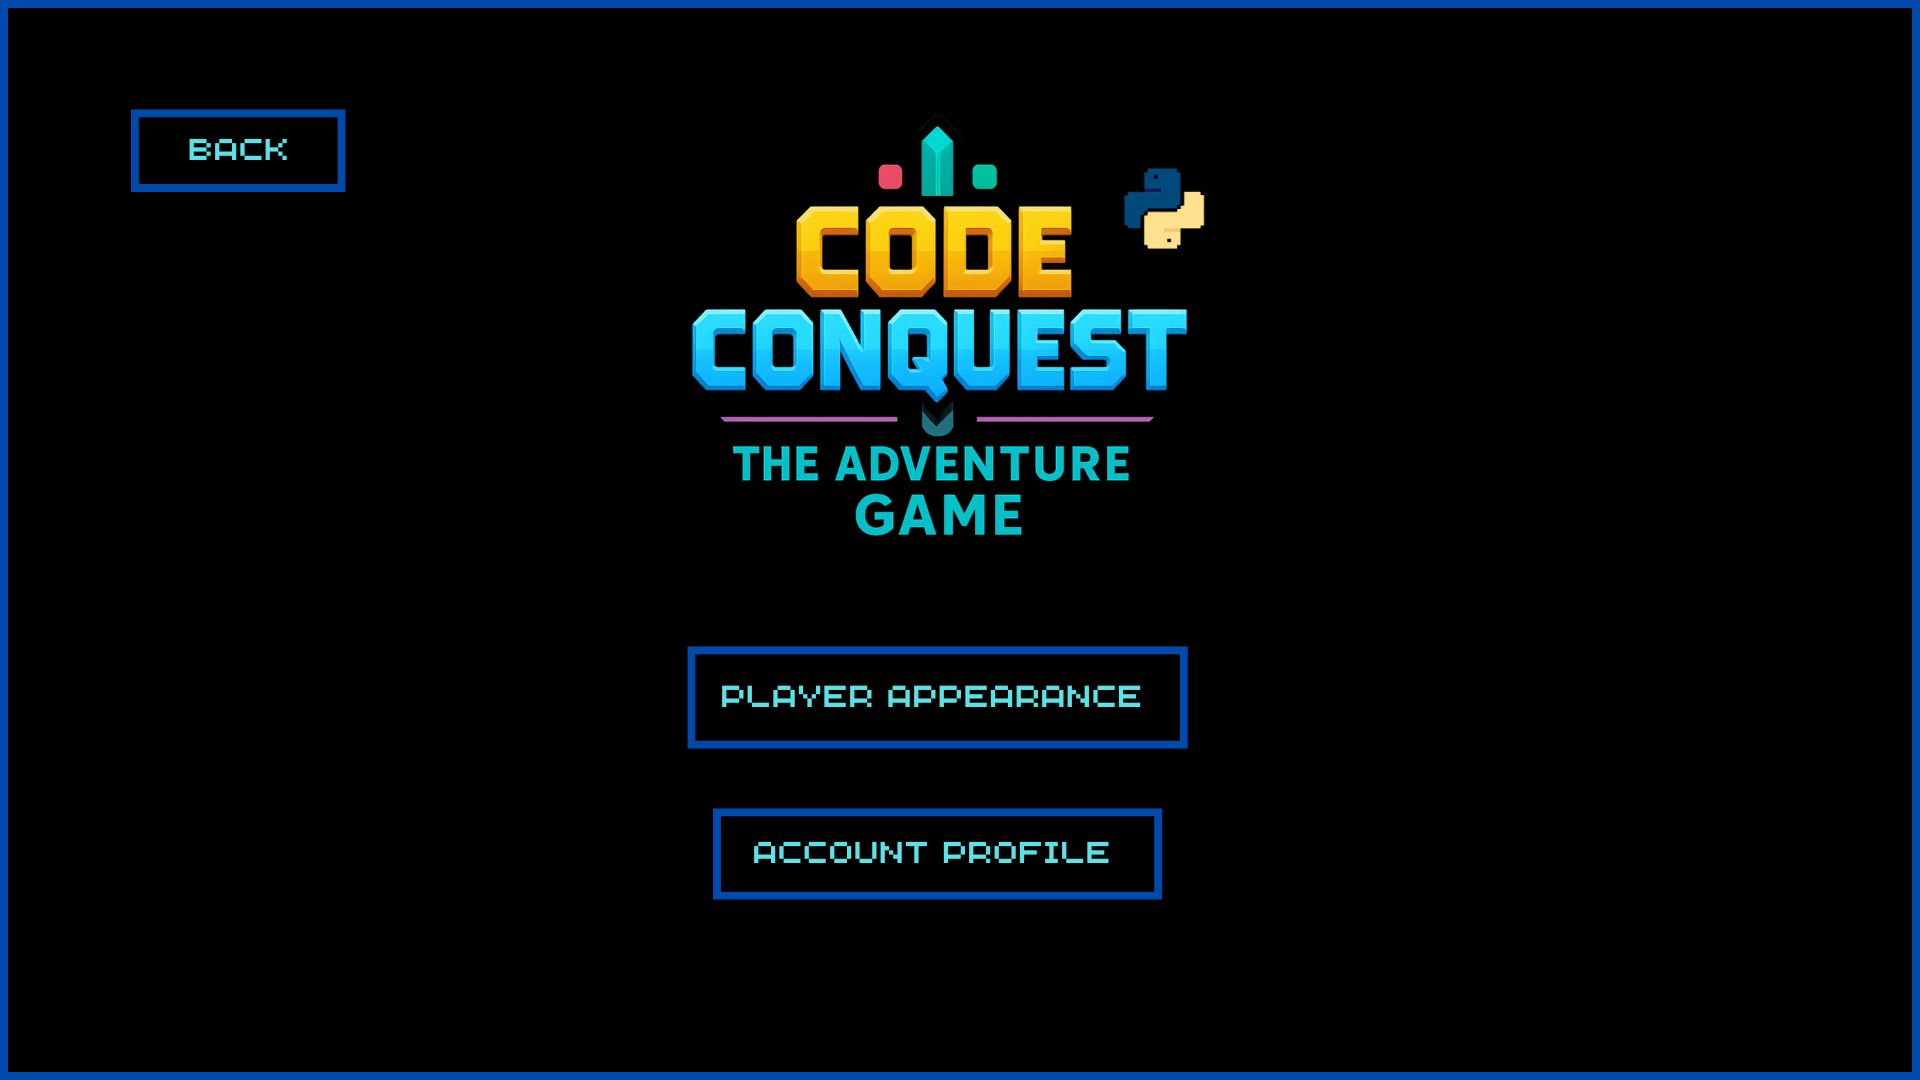 BACK
CODE
CONQUEST
THE ADVENTURE
GAME
PLAYER APPEARANCE
ACCOUNT PROFILE